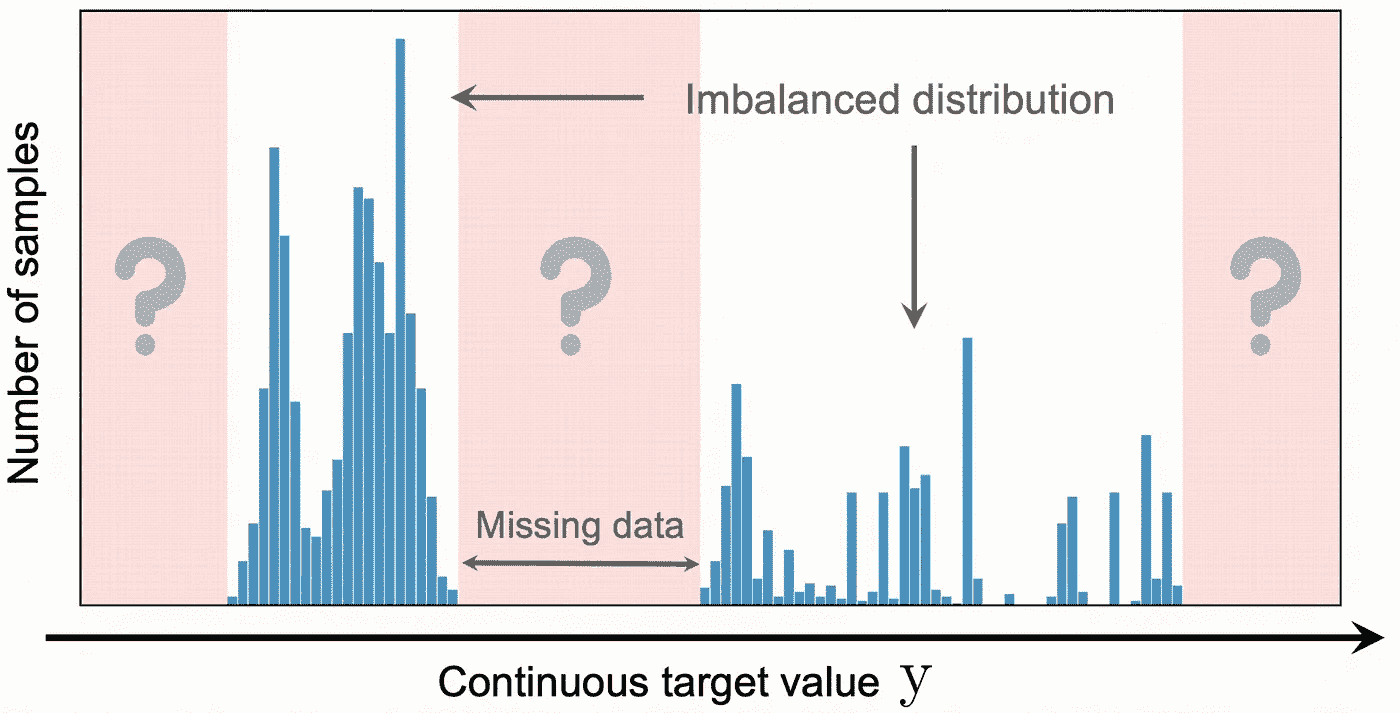 Imbalanced distribution
Number of samples
? ? ?
Missing data
Continuous target value y